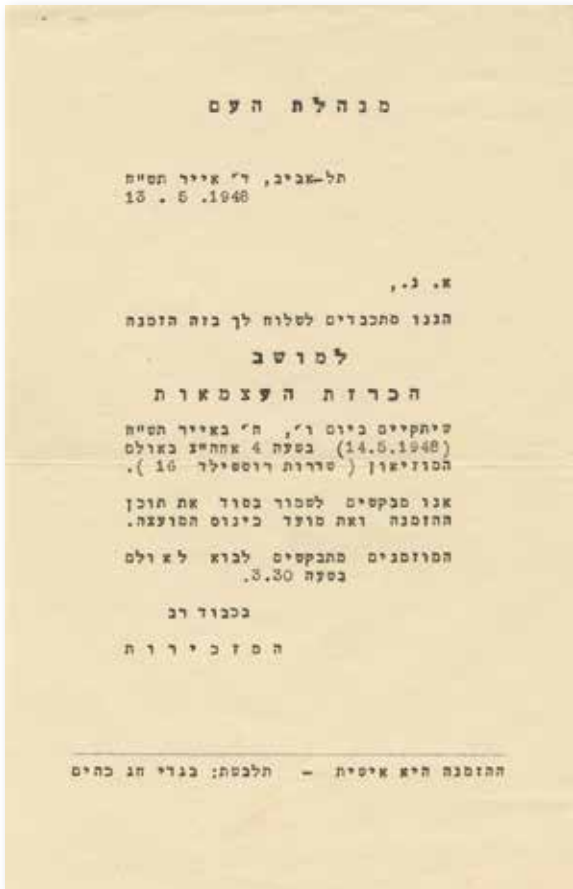 מנהלת העם
תל-אביב, ד' אייר תש"ח
13 . 5 .1948
א. נ.,
הננו מתכבדים לשלוח לך בזה הזמנה
למושב
הכרזת העצמאות
שיתקיים ביום ו', ה' באייר תש"ח
(14.5.1948) בשעה 4 אחה"צ באולם
המוזיאון ( שדרות רוטשילד 16 ).
אנו מבקשים לשמור בסוד את תוכן
ההזמנה ואת מועד כינוס המועצה.
המוזמנים מתבקשים לבוא לאולם
בשעה 3.30.
בכבוד רב
המזכירות
ההזמנה היא אישית - תלבשת: בגדי חג כהים